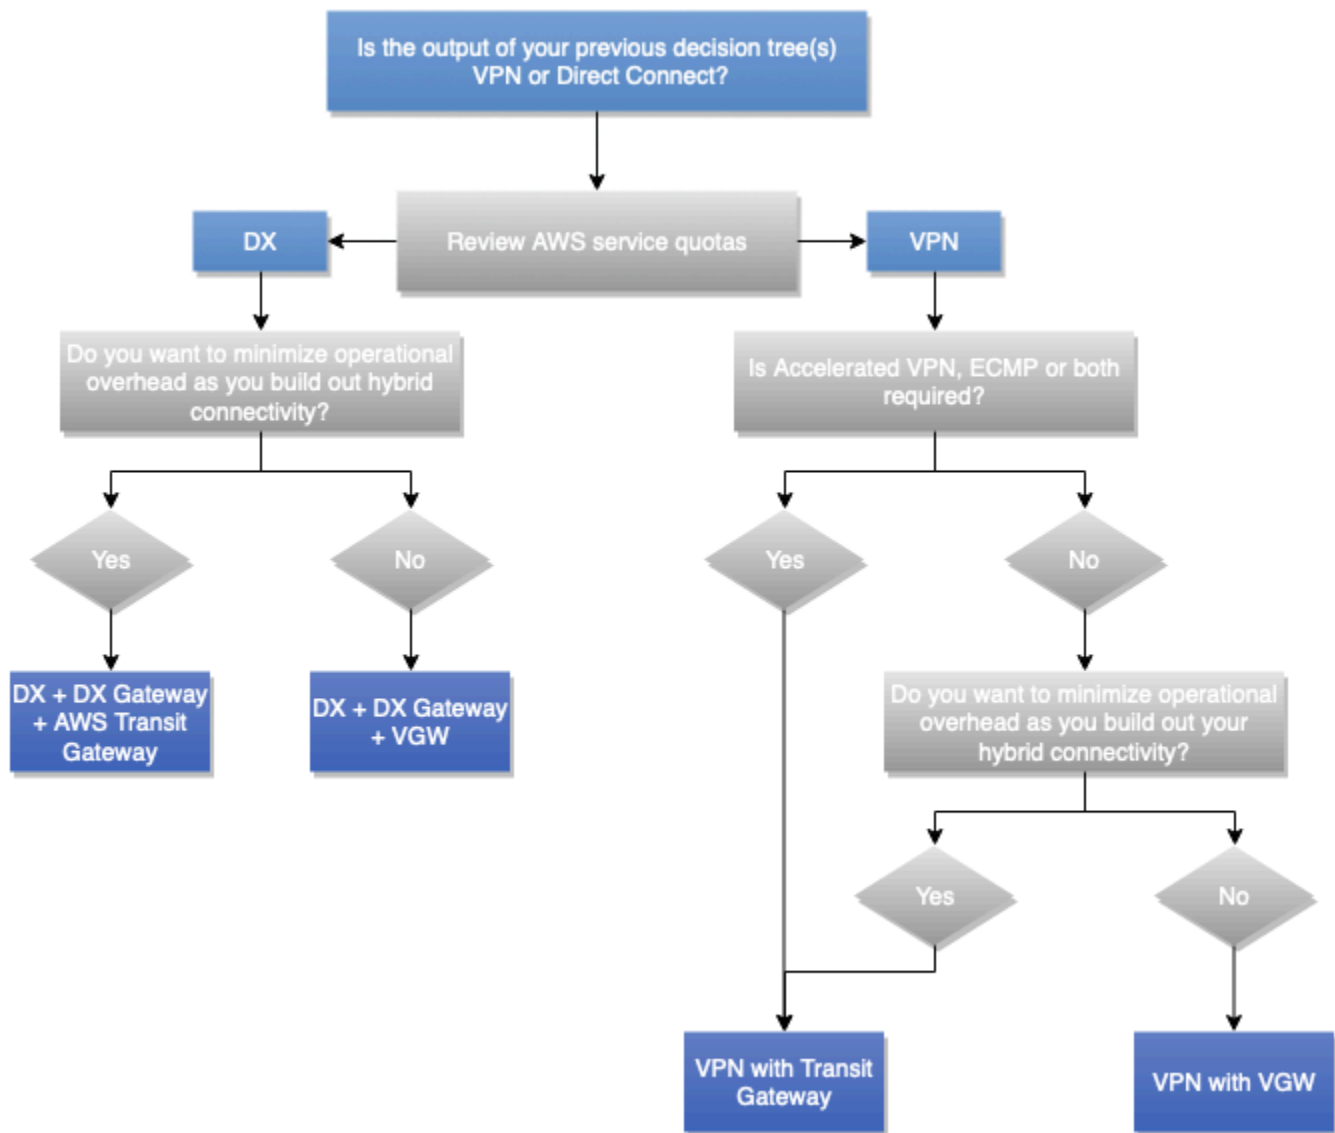 Is the output of your previous decision tree(s)
VPN or Direct Connect?
DX
Review AWS service quotas
VPN
Do you want to minimize operational
overhead as you build out hybrid
connectivity?
Is Accelerated VPN, ECMP or both
required?
Yes
No
Yes
No
DX + DX Gateway
+ AWS Transit
Gateway
DX + DX Gateway
+ VGW
Do you want to minimize operational
overhead as you build out your
hybrid connectivity?
Yes
No
VPN with Transit
Gateway
VPN with VGW